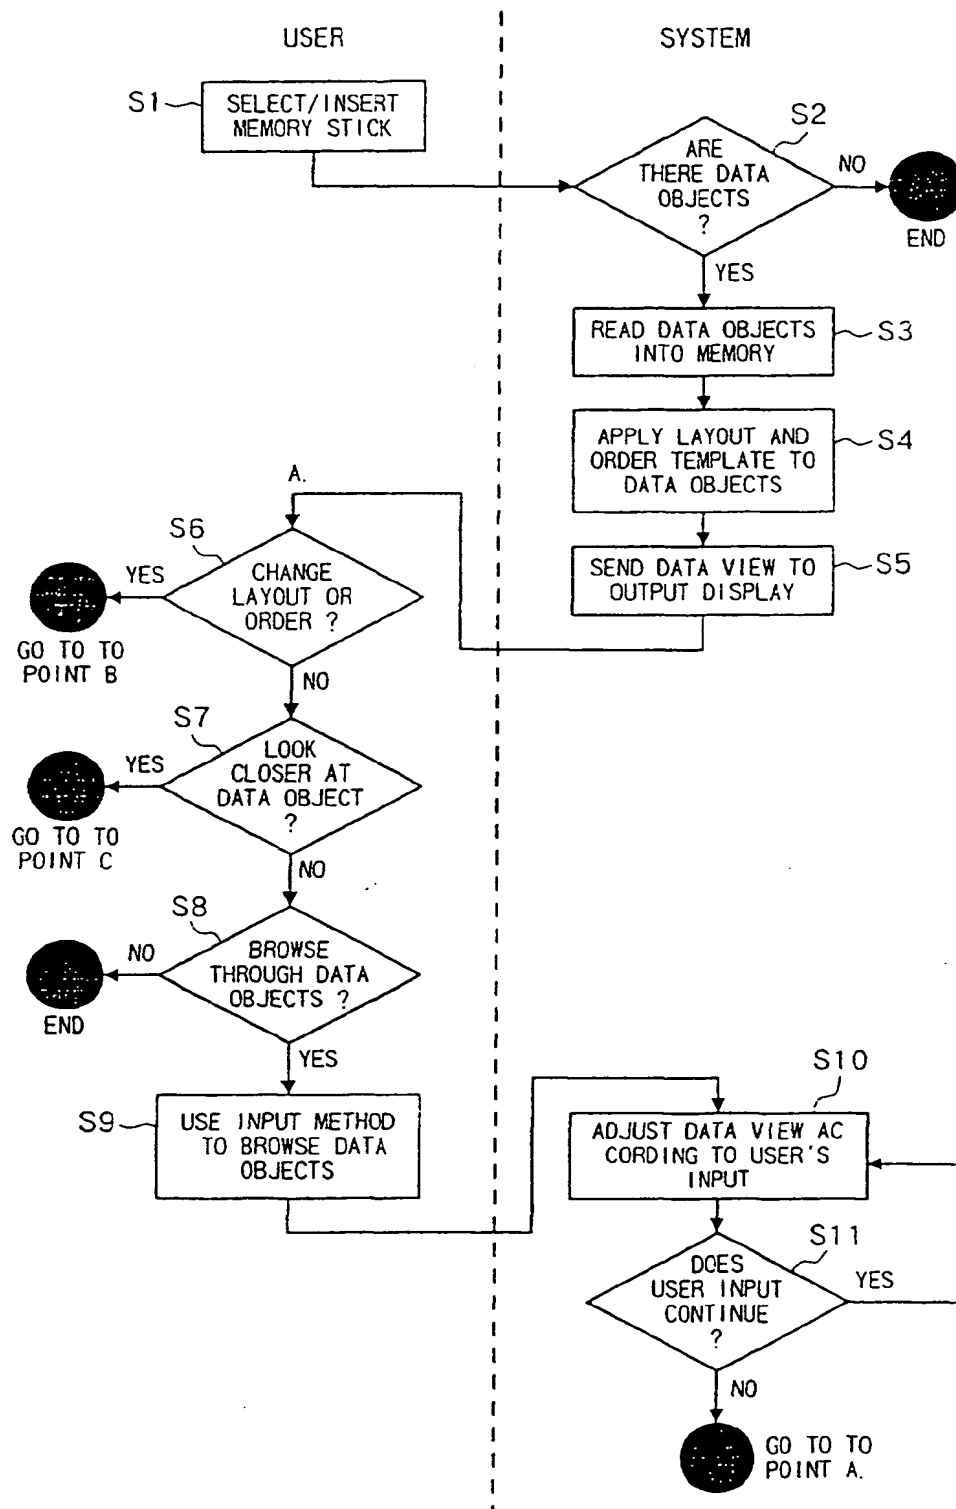 USER
SYSTEM
S1
SELECT/INSERT
MEMORY STICK
S2
ARE
THERE DATA
OBJECTS
?
NO
END
YES
READ DATA OBJECTS
INTO MEMORY
S3
APPLY LAYOUT AND
ORDER TEMPLATE TO
DATA OBJECTS
S4
SEND DATA VIEW TO
OUTPUT DISPLAY
S5
A.
S6
CHANGE
LAYOUT OR
ORDER ?
YES
GO TO TO
POINT B
NO
S7
LOOK
CLOSER AT
DATA OBJECT
?
YES
GO TO TO
POINT C
NO
S8
BROWSE
THROUGH DATA
OBJECTS ?
NO
END
YES
S9
USE INPUT METHOD
TO BROWSE DATA
OBJECTS
S10
ADJUST DATA VIEW AC
CORDING TO USER'S
INPUT
S11
DOES
USER INPUT
CONTINUE
?
YES
NO
GO TO TO
POINT A.